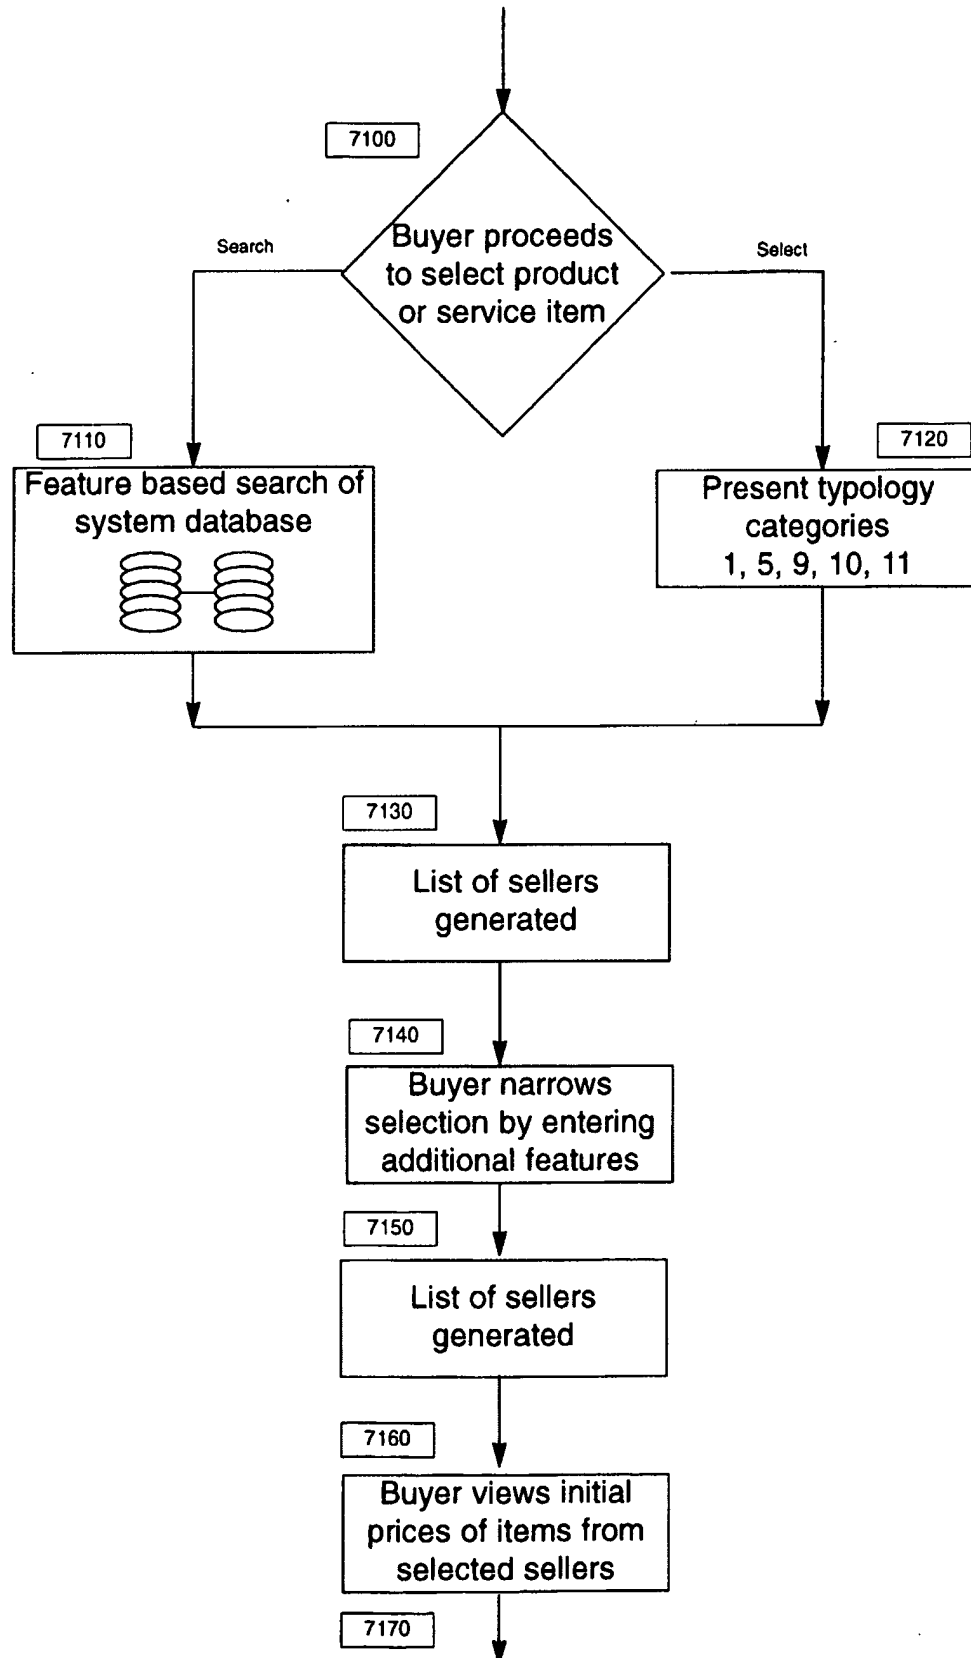 7100
Buyer proceeds
to select product
or service item
Search
Select
7110
Feature based search of
system database
7120
Present typology
categories
1, 5, 9, 10, 11
7130
List of sellers
generated
7140
Buyer narrows
selection by entering
additional features
7150
List of sellers
generated
7160
Buyer views initial
prices of items from
selected sellers
7170